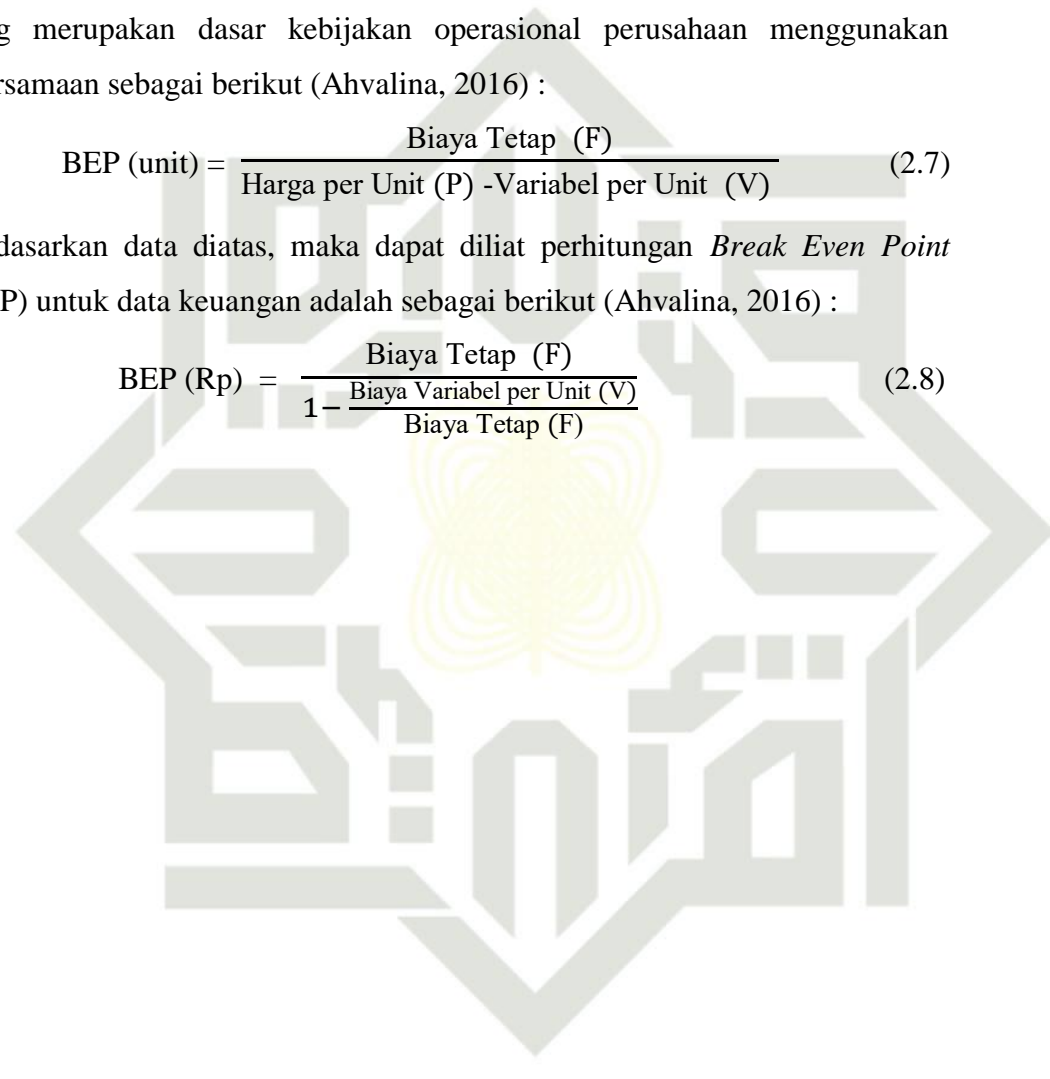 g merupakan dasar kebijakan operasional perusahaan menggunakan
rsamaan sebagai berikut (Ahvalina, 2016) :
BEP (unit) = Biaya Tetap (F)
Harga per Unit (P) -Variabel per Unit (V) (2.7)
dasarkan data diatas, maka dapat diliat perhitungan Break Even Point
P) untuk data keuangan adalah sebagai berikut (Ahvalina, 2016) :
BEP (Rp) = Biaya Tetap (F) (2.8)
1− Biaya Variabel per Unit (V)
Biaya Tetap (F)